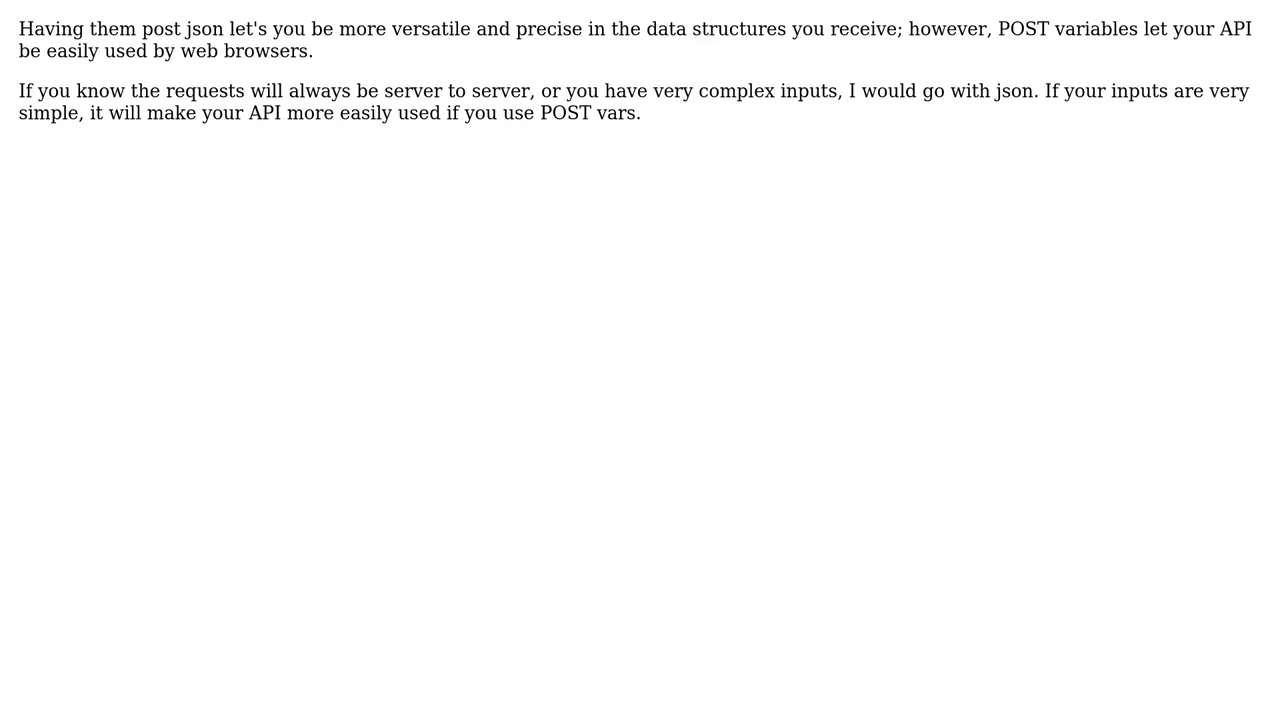 Having them post json let's you be more versatile and precise in the data structures you receive; however, POST variables let your API
be easily used by web browsers.
If you know the requests will always be server to server, or you have very complex inputs, I would go with json. If your inputs are very
simple, it will make your API more easily used if you use POST vars.